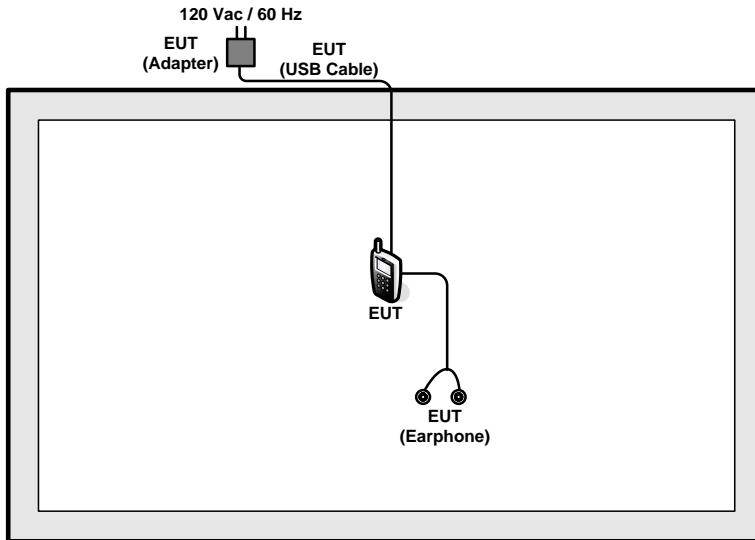 120 Vac / 60 Hz
EUT
(Adapter)
EUT
(USB Cable)
EUT
EUT
(Earphone)